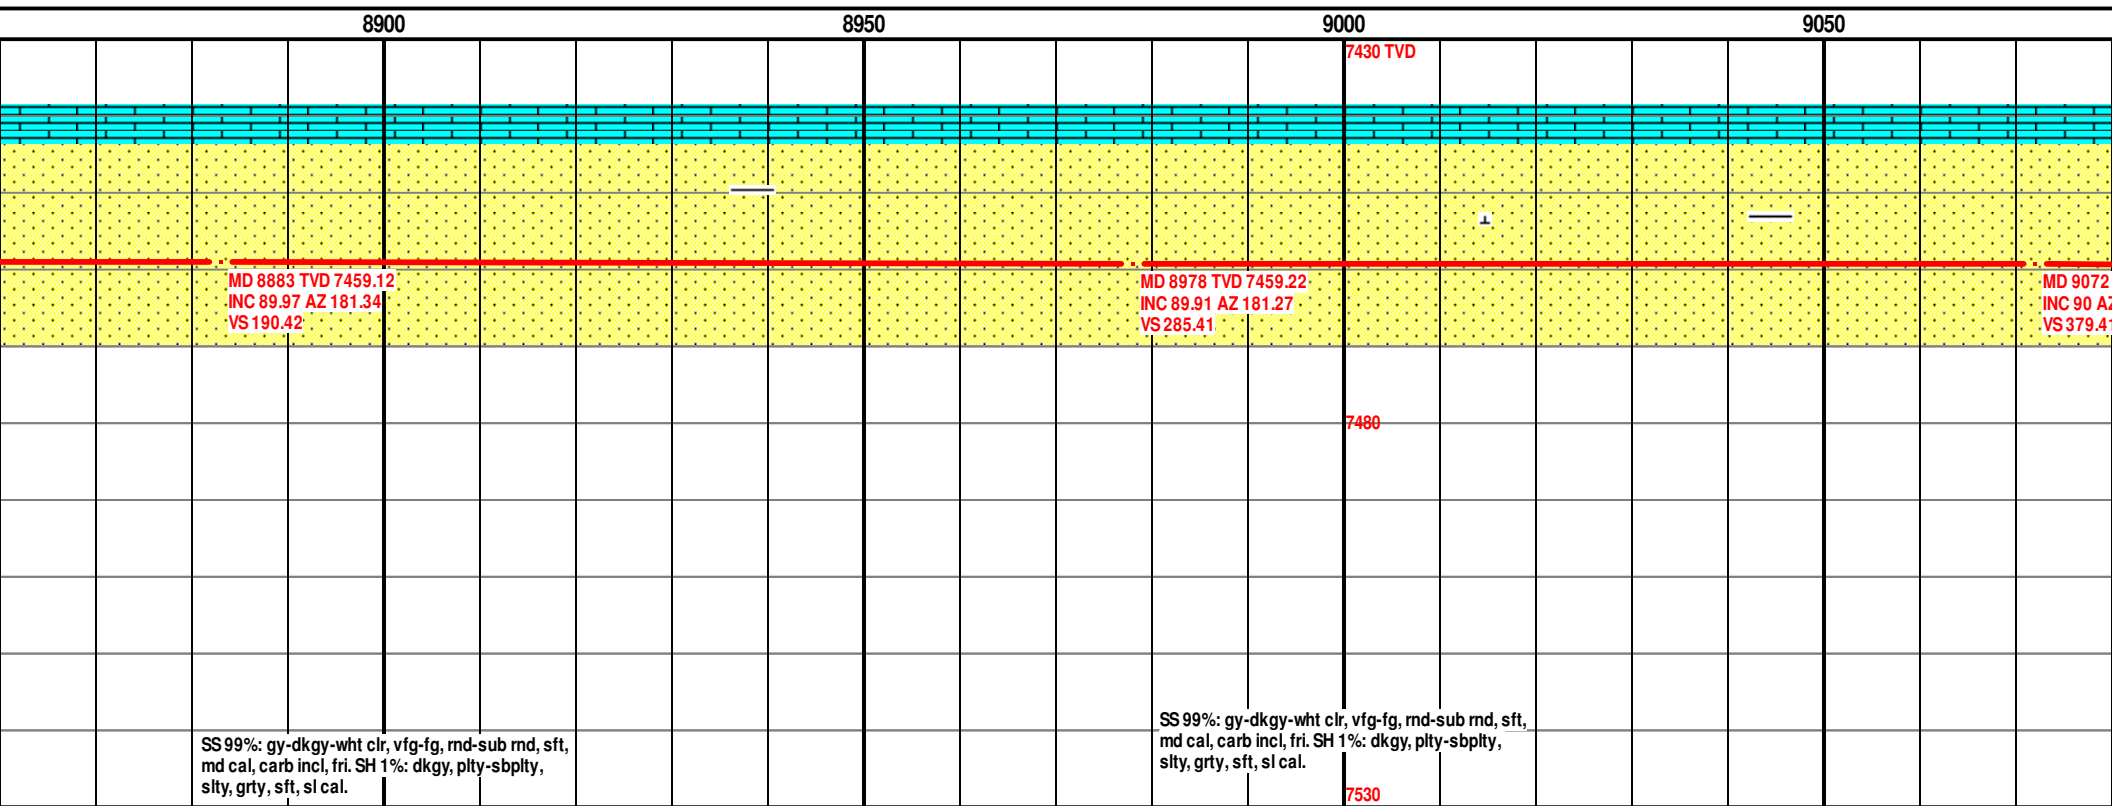 8900 8950 9000 9050
7430 TVD
MD 8883 TVD 7459.12
INC 89.97 AZ 181.34
VS 190.42
MD 8978 TVD 7459.22
INC 89.91 AZ 181.27
VS 285.41
MD 9072
INC 90 AZ
VS 379.41
7480
SS 99%: gy-dkgy-wht clr, vfg-fg, rnd-sub rnd, sft,
md cal, carb incl, fri. SH 1%: dkgy, plty-sbplty,
slty, grty, sft, sl cal.
SS 99%: gy-dkgy-wht clr, vfg-fg, rnd-sub rnd, sft,
md cal, carb incl, fri. SH 1%: dkgy, plty-sbplty,
slty, grty, sft, sl cal.
7530